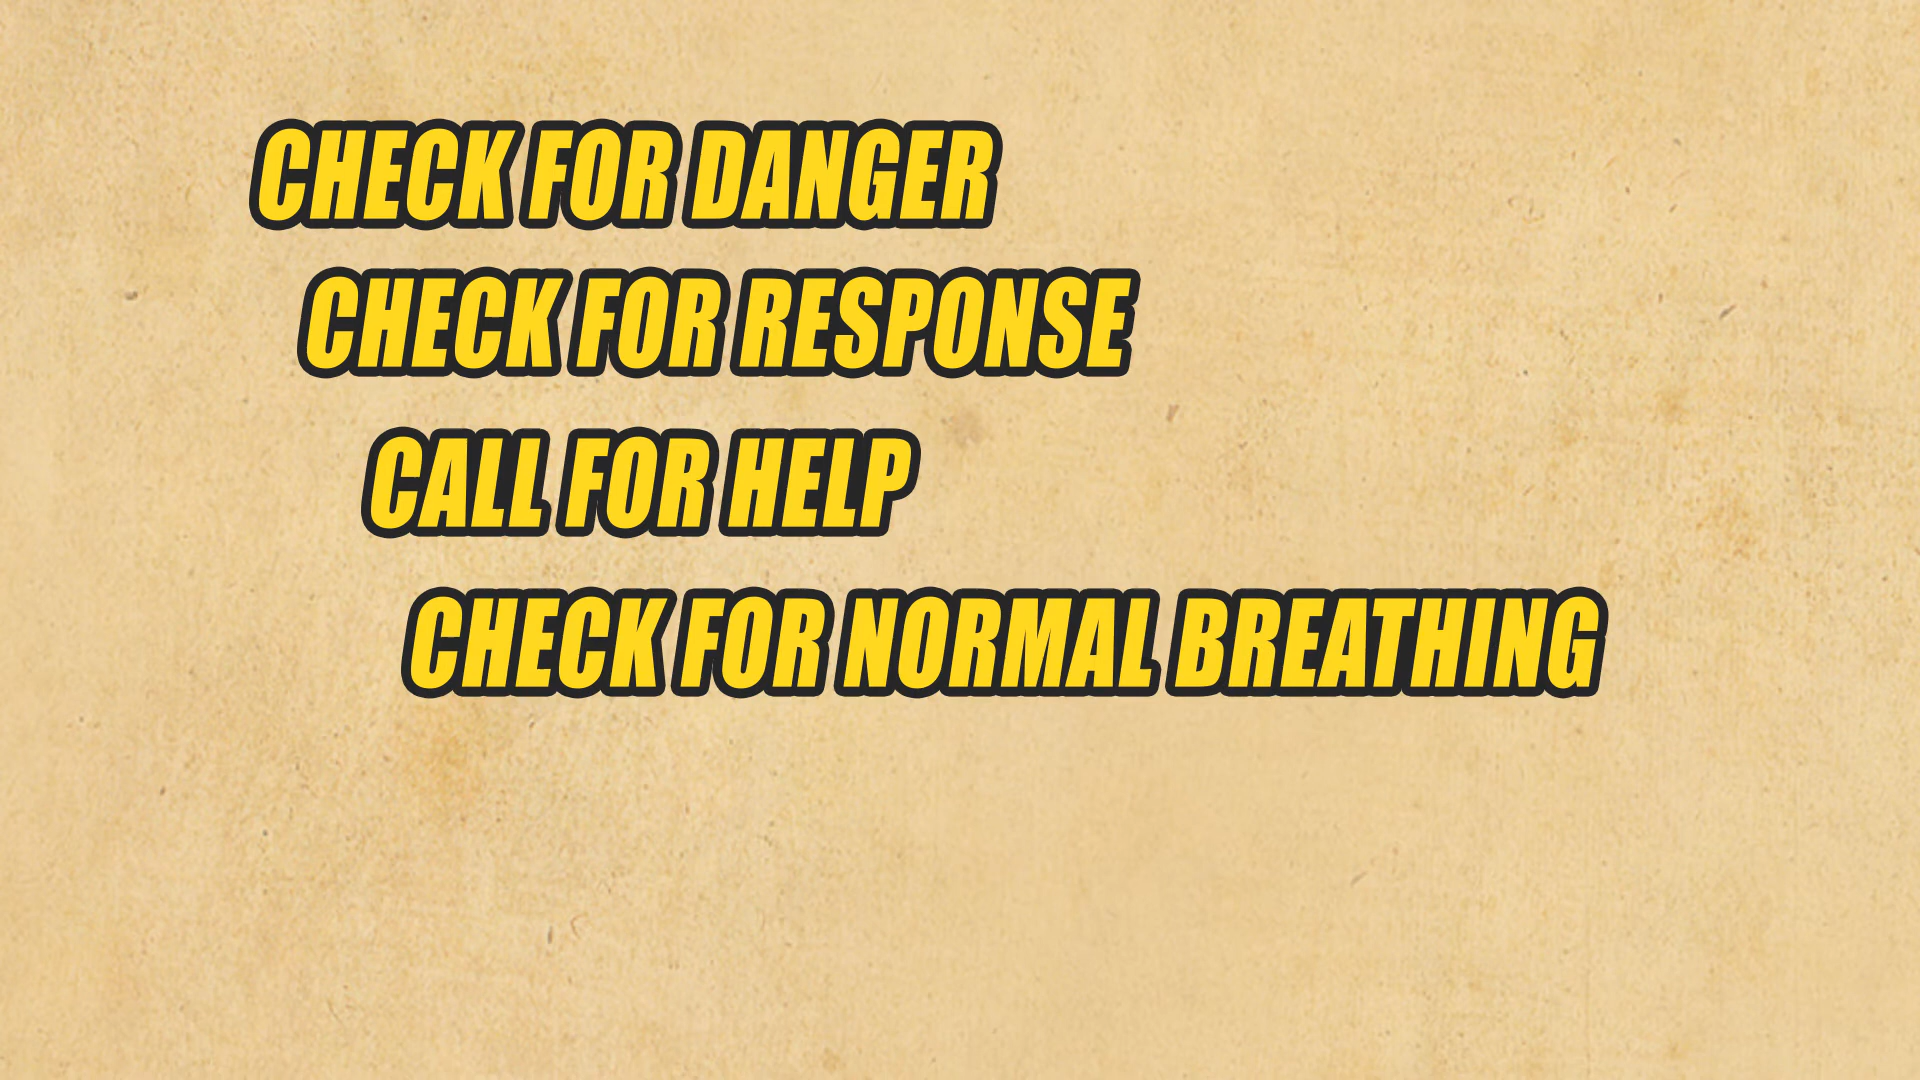 CHECK FOR DANGER
CHECK FOR RESPONSE
CALL FOR HELP
CHECK FOR NORMAL BREATHING